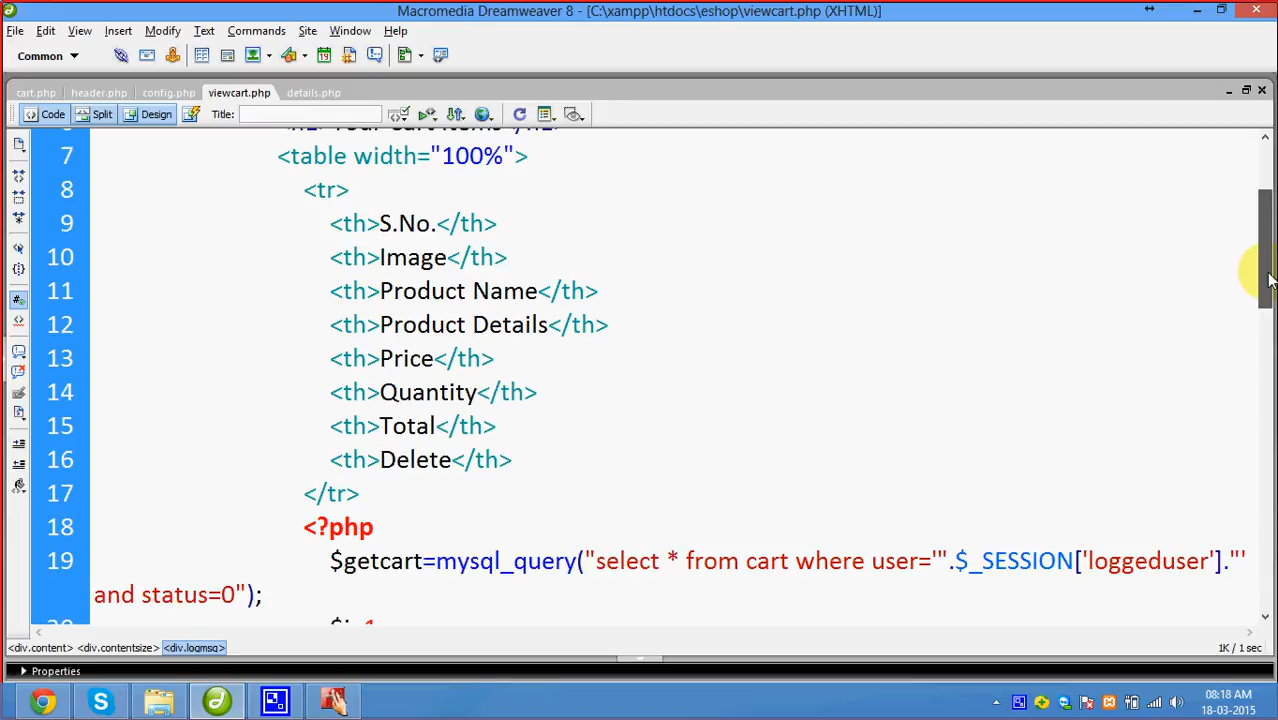 Macromedia Dreamweaver 8 - [C:\xampp\htdocs\eshop\viewcart.php (XHTML)]
File Edit View Insert Modify Text Commands Site Window Help
Common
cart.php header.php config.php viewcart.php details.php
Code Split Design Title:
7 <table width="100%">
8 <tr>
9 <th>S.No.</th>
10 <th>Image</th>
11 <th>Product Name</th>
12 <th>Product Details</th>
13 <th>Price</th>
14 <th>Quantity</th>
15 <th>Total</th>
16 <th>Delete</th>
17 </tr>
18 <?php
19 $getcart=mysql_query("select * from cart where user='".$_SESSION['loggeduser']."'
and status=0");
<div.content> <div.contentsize> <div.logmsg> 1K / 1 sec
Properties
08:18 AM
18-03-2015